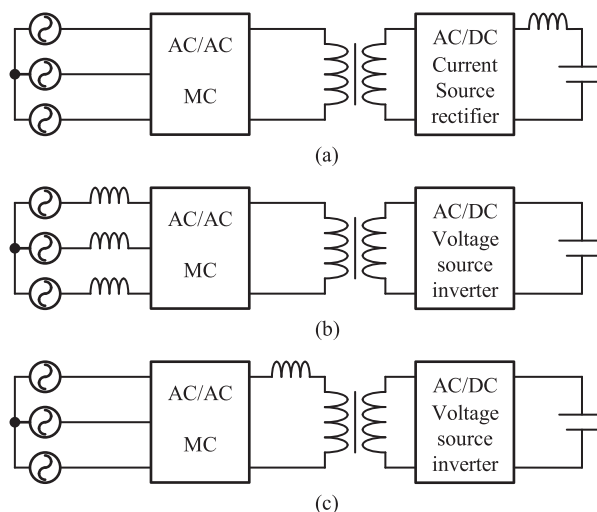 AC/AC
MC
AC/DC
Current
Source
rectifier
(a)
AC/AC
MC
AC/DC
Voltage
source
inverter
(b)
AC/AC
MC
AC/DC
Voltage
source
inverter
(c)